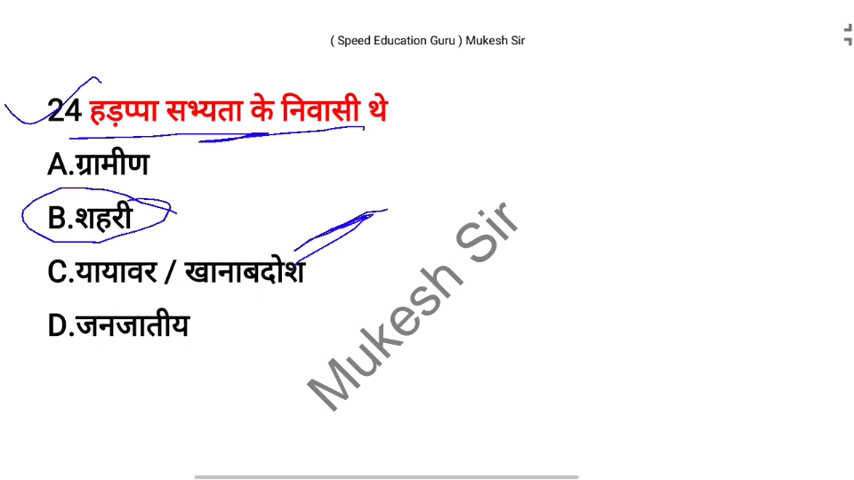 ( Speed Education Guru ) Mukesh Sir
24 हड़प्पा सभ्यता के निवासी थे
A.ग्रामीण
B.शहरी
C.यायावर / खानाबदोश
D.जनजातीय
Mukesh Sir